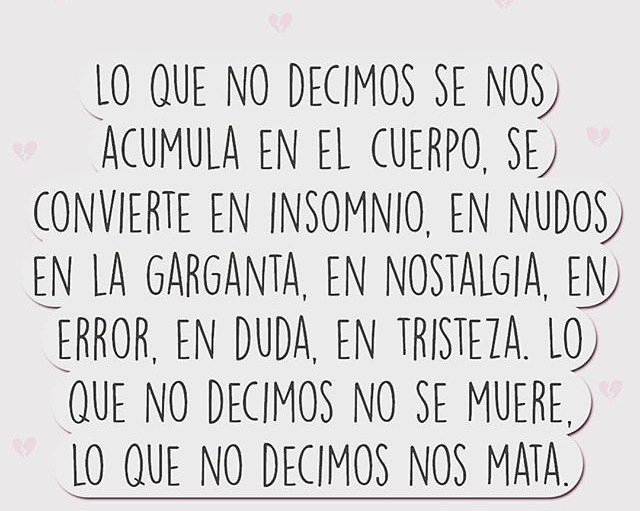 LO QUE NO DECIMOS SE NOS
ACUMULA EN EL CUERPO, SE
CONVIERTE EN INSOMNIO, EN NUDOS
EN LA GARGANTA, EN NOSTALGIA, EN
ERROR, EN DUDA, EN TRISTEZA. LO
QUE NO DECIMOS NO SE MUERE,
LO QUE NO DECIMOS NOS MATA.